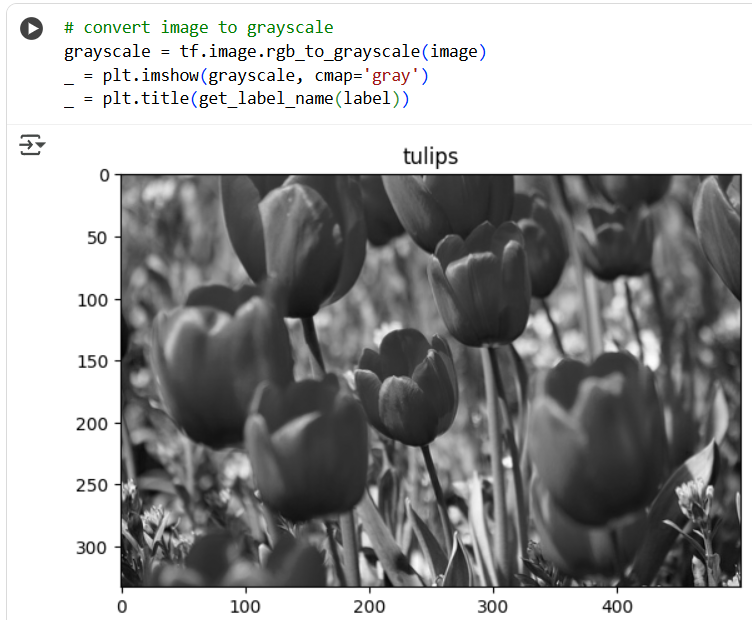 # convert image to grayscale
grayscale = tf.image.rgb_to_grayscale(image)
_ = plt.imshow(grayscale, cmap='gray')
_ = plt.title(get_label_name(label))
tulips
0
50
100
150
200
250
300
0 100 200 300 400